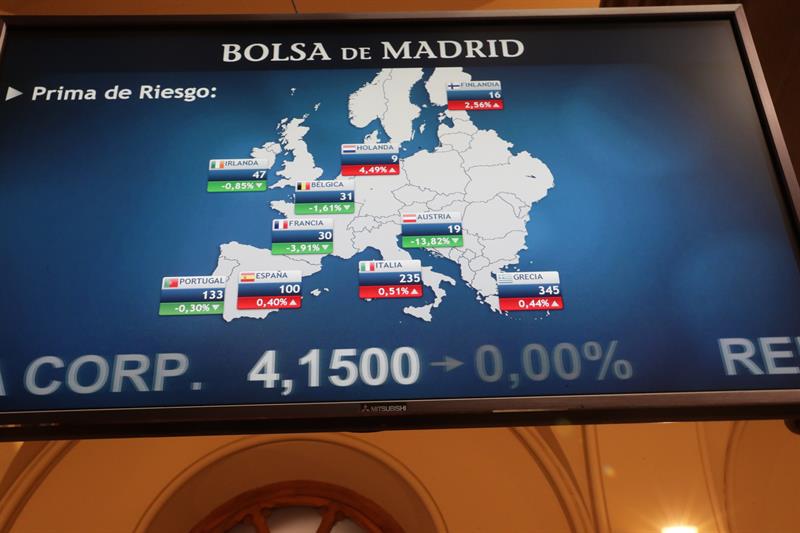 BOLSA DE MADRID
▶ Prima de Riesgo:
FINLANDIA
16
2,56% ▲
HOLANDA
9
4,49% ▲
IRLANDA
47
-0,85% ▼
BÉLGICA
31
-1,61% ▼
FRANCIA
30
-3,91% ▼
AUSTRIA
19
-13,82% ▼
PORTUGAL
133
-0,30% ▼
ESPAÑA
100
0,40% ▲
ITALIA
235
0,51% ▲
GRECIA
345
0,44% ▲
A CORP. 4,1500 → 0,00%
MITSUBISHI